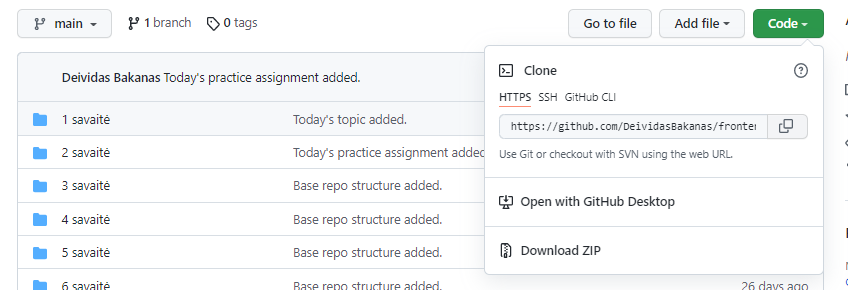 main 1 branch 0 tags Go to file Add file Code
Deividas Bakanas Today's practice assignment added.
1 savaitė Today's topic added.
2 savaitė Today's practice assignment added
3 savaitė Base repo structure added.
4 savaitė Base repo structure added.
5 savaitė Base repo structure added.
6 savaitė Base repo structure added. 26 days ago
Clone
HTTPS SSH GitHub CLI
https://github.com/DeividasBakanas/fronter
Use Git or checkout with SVN using the web URL.
Open with GitHub Desktop
Download ZIP